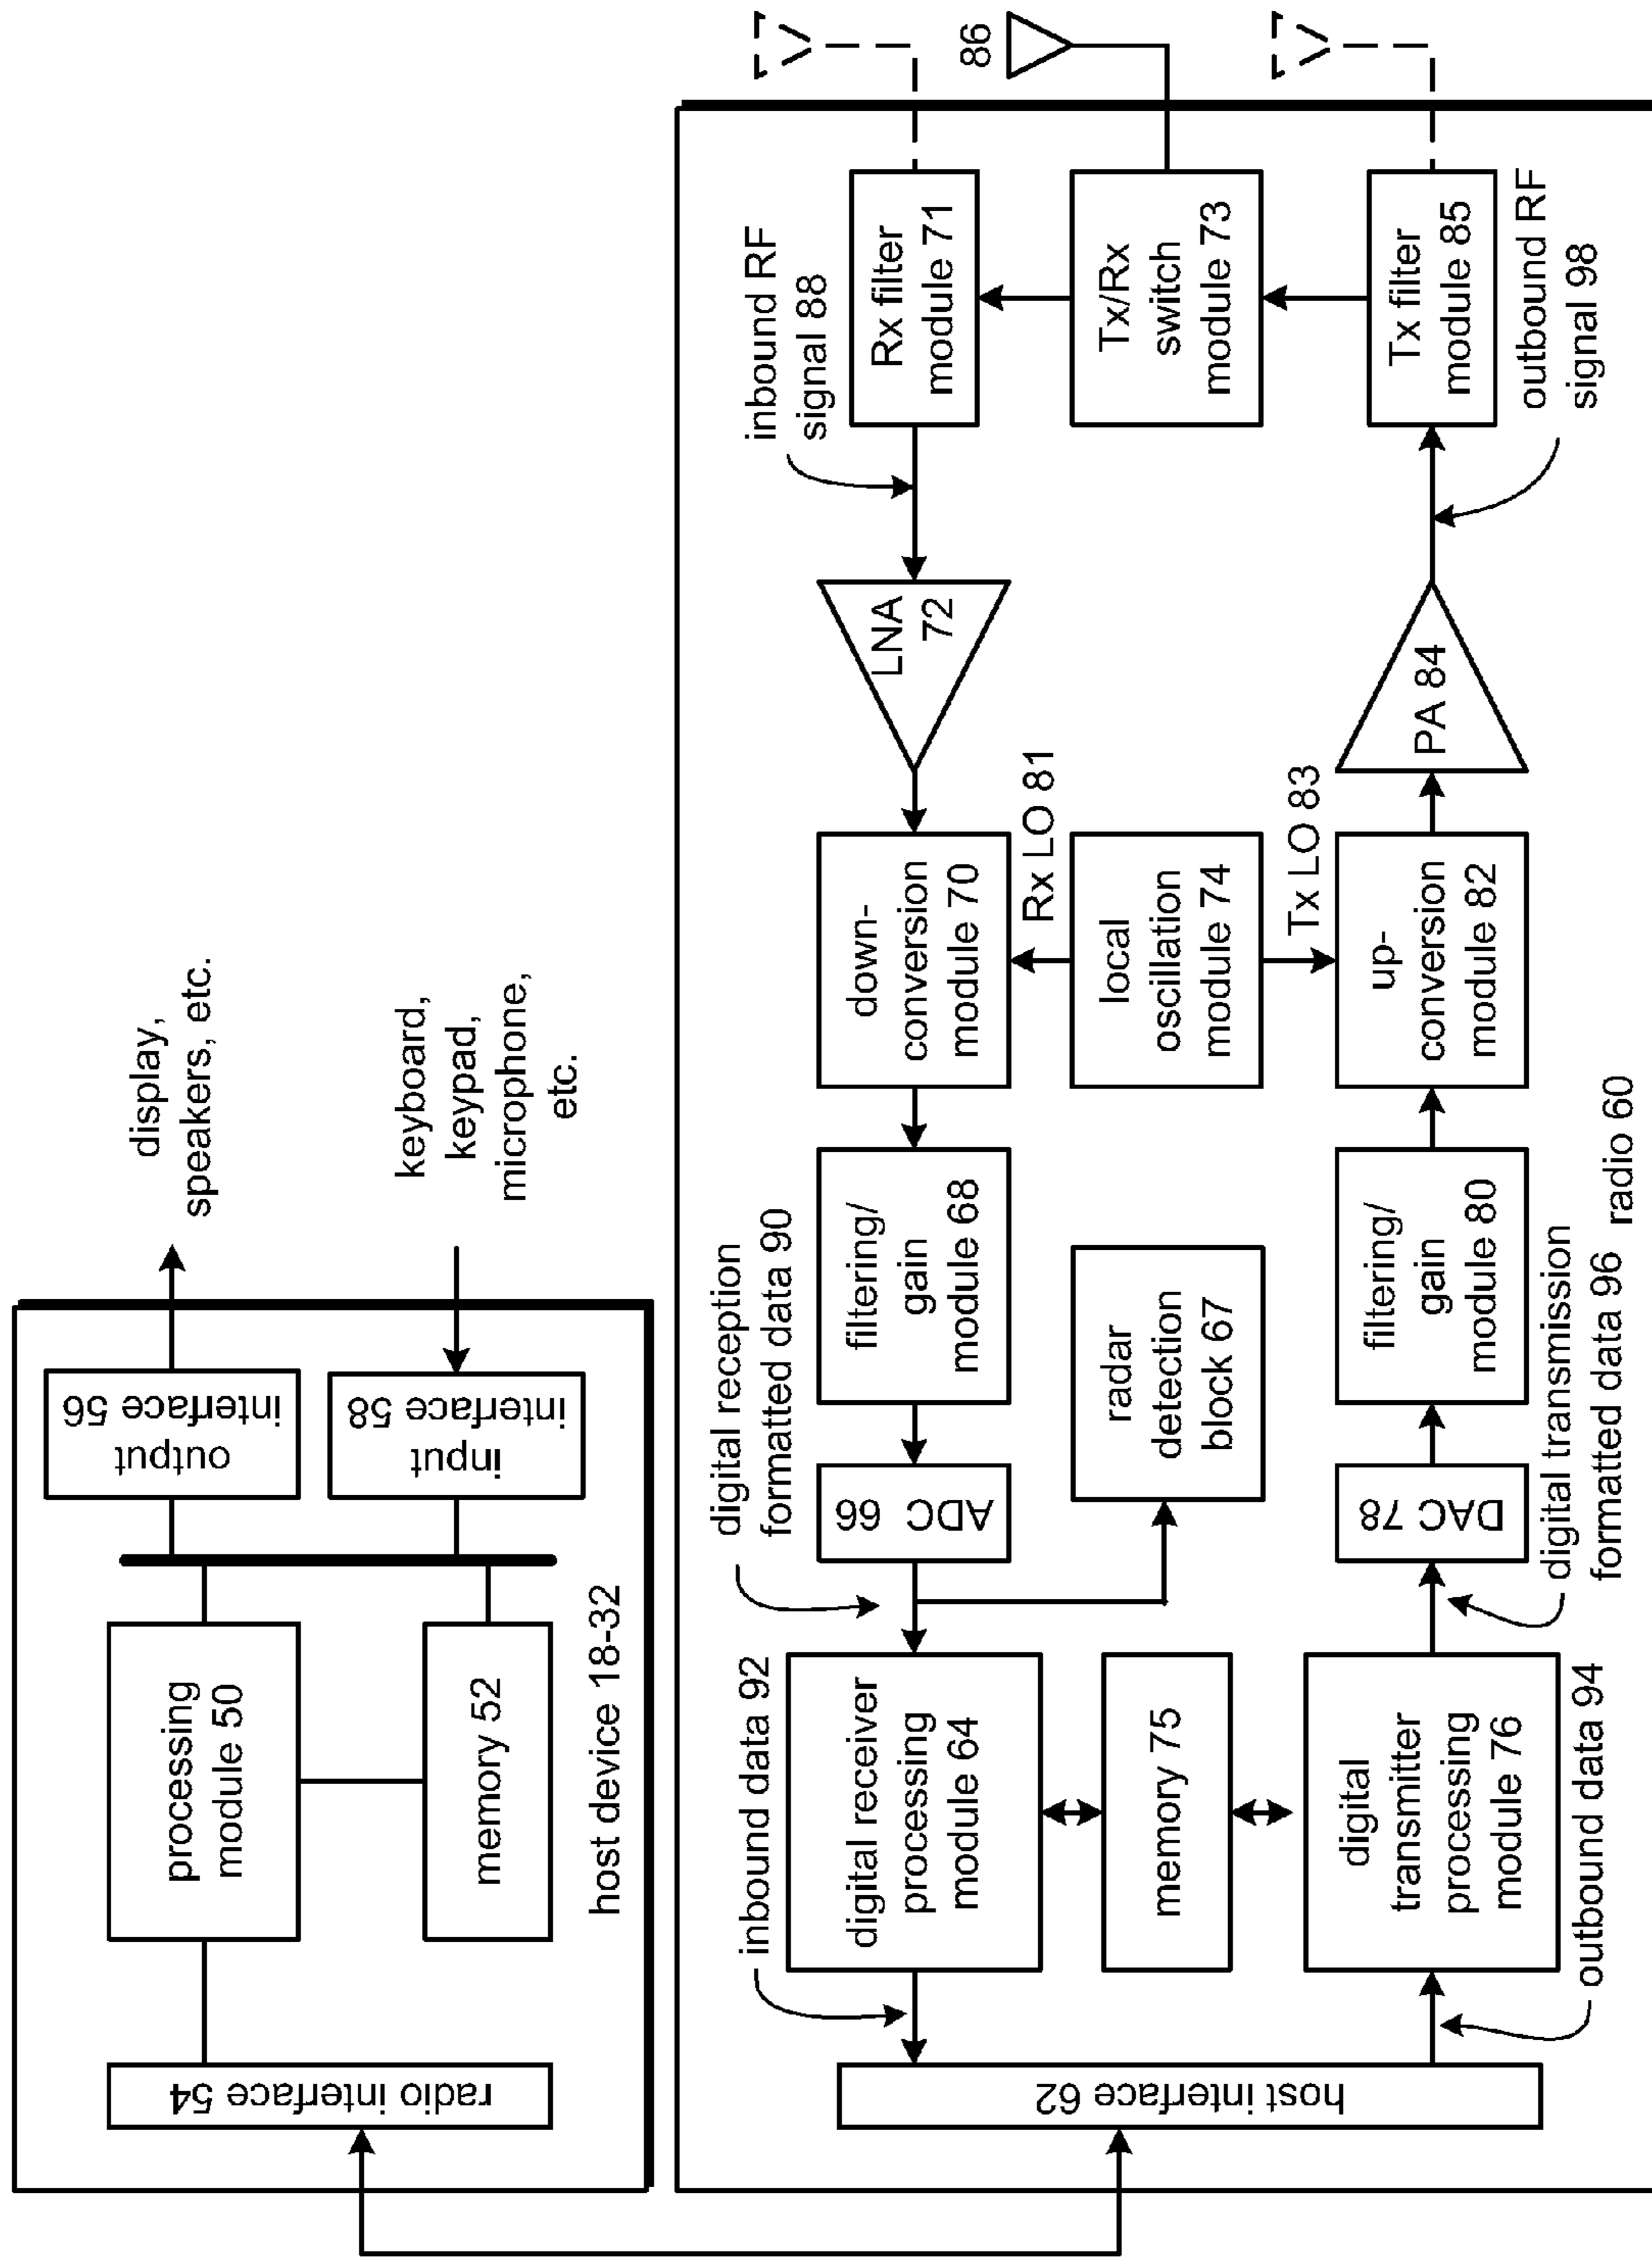 radio interface 54
processing
module 50
memory 52
output
interface 56
input
interface 58
display,
speakers, etc.
keyboard,
keypad,
microphone,
etc.
host device 18-32
host interface 62
inbound data 92
digital receiver
processing
module 64
memory 75
digital
transmitter
processing
module 76
outbound data 94
digital reception
formatted data 90
ADC 66
radar
detection
block 67
DAC 78
digital transmission
formatted data 96
filtering/
gain
module 68
filtering/
gain
module 80
radio 60
down-
conversion
module 70
Rx LO 81
local
oscillation
module 74
Tx LO 83
up-
conversion
module 82
LNA
72
PA 84
inbound RF
signal 88
Rx filter
module 71
Tx/Rx
switch
module 73
Tx filter
module 85
outbound RF
signal 98
86